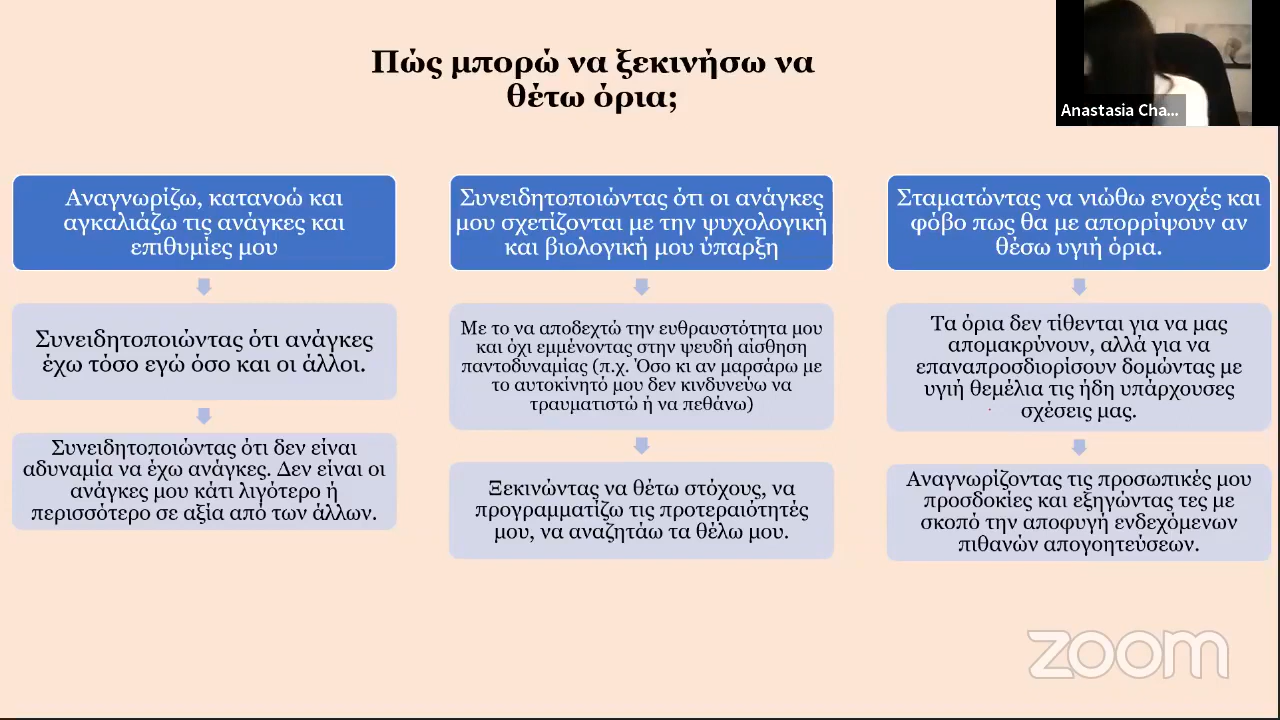 Πώς μπορώ να ξεκινήσω να
θέτω όρια;
Anastasia Cha...
Αναγνωρίζω, κατανοώ και
αγκαλιάζω τις ανάγκες και
επιθυμίες μου
Συνειδητοποιώντας ότι ανάγκες
έχω τόσο εγώ όσο και οι άλλοι.
Συνειδητοποιώντας ότι δεν είναι
αδυναμία να έχω ανάγκες. Δεν είναι οι
ανάγκες μου κάτι λιγότερο ή
περισσότερο σε αξία από των άλλων.
Συνειδητοποιώντας ότι οι ανάγκες
μου σχετίζονται με την ψυχολογική
και βιολογική μου ύπαρξη
Με το να αποδεχτώ την ευθραυστότητα μου
και όχι εμμένοντας στην ψευδή αίσθηση
παντοδυναμίας (π.χ. Όσο κι αν μαρσάρω με
το αυτοκίνητό μου δεν κινδυνεύω να
τραυματιστώ ή να πεθάνω)
Ξεκινώντας να θέτω στόχους, να
προγραμματίζω τις προτεραιότητές
μου, να αναζητάω τα θέλω μου.
Σταματώντας να νιώθω ενοχές και
φόβο πως θα με απορρίψουν αν
θέσω υγιή όρια.
Τα όρια δεν τίθενται για να μας
απομακρύνουν, αλλά για να
επαναπροσδιορίσουν δομώντας με
υγιή θεμέλια τις ήδη υπάρχουσες
σχέσεις μας.
Αναγνωρίζοντας τις προσωπικές μου
προσδοκίες και εξηγώντας τες με
σκοπό την αποφυγή ενδεχόμενων
πιθανών απογοητεύσεων.
zoom